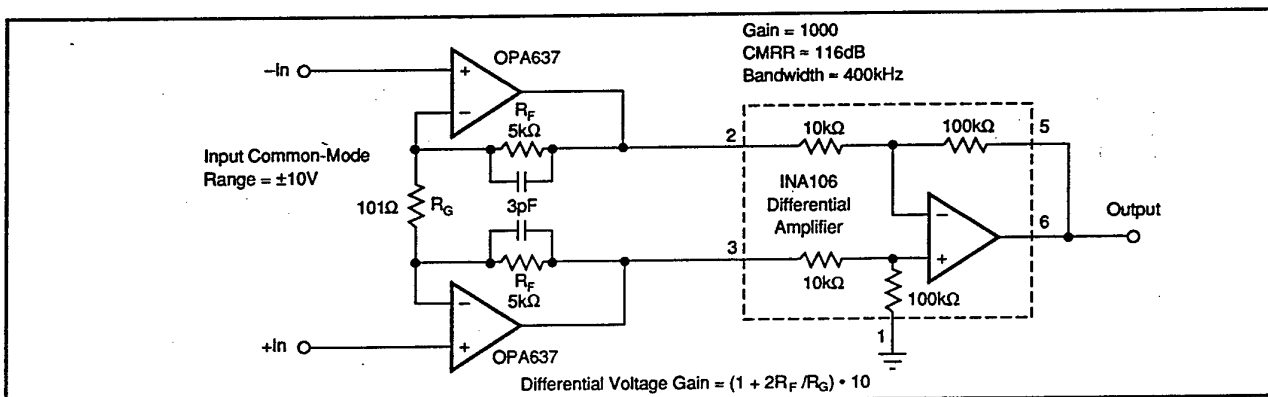 Gain = 1000
CMRR ≈ 116dB
Bandwidth ≈ 400kHz
OPA637
–In
+
–
R_F
5kΩ
3pF
Input Common-Mode
Range = ±10V
101Ω
R_G
2
10kΩ
100kΩ
5
INA106
Differential
Amplifier
–
+
6
Output
3
10kΩ
100kΩ
1
R_F
5kΩ
–
+
+In
OPA637
Differential Voltage Gain = (1 + 2R_F /R_G) • 10